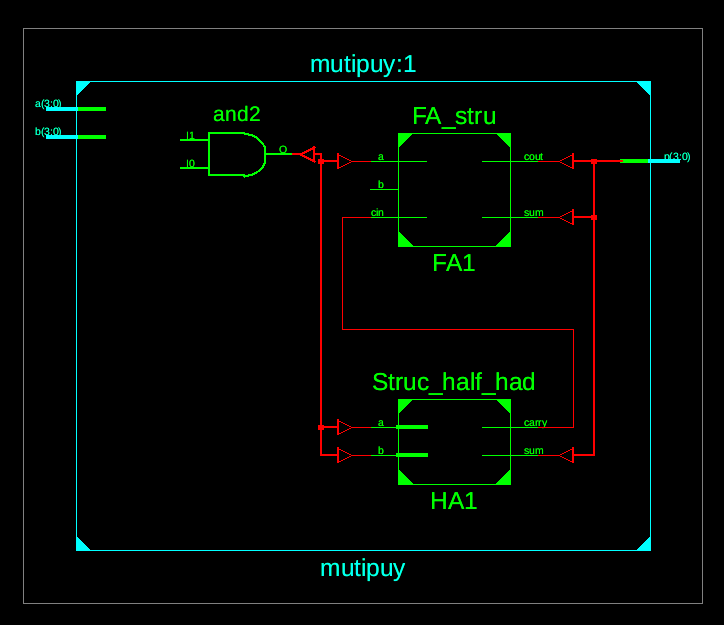 mutipuy:1
a(3:0)
b(3:0)
and2
I1
I0
O
FA_stru
a
b
cin
cout
sum
p(3:0)
FA1
Struc_half_had
a
b
carry
sum
HA1
mutipuy